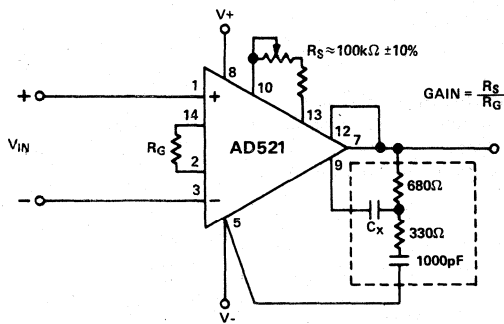 V+
8
RS≈100kΩ ±10%
10
13
1
+
+
14
RG
VIN
2
AD521
12
7
9
GAIN = RS
RG
680Ω
CX
330Ω
1000pF
3
−
−
5
V-